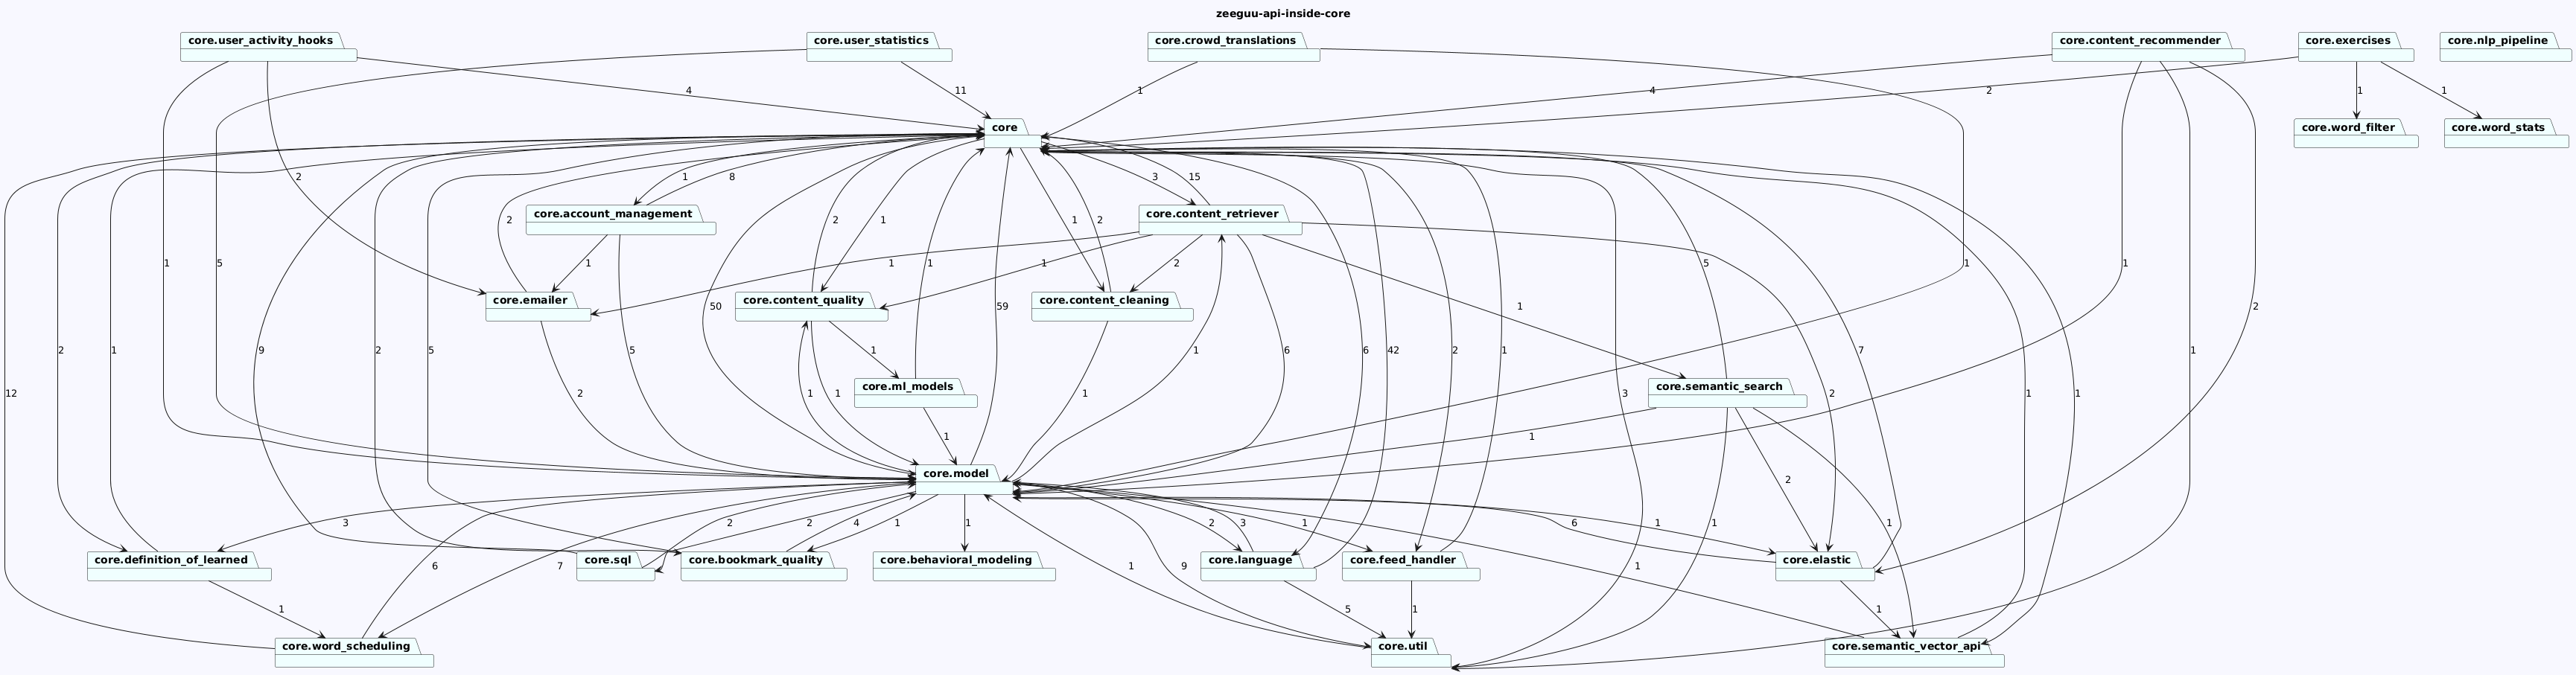 zeeguu-api-inside-core
core.user_activity_hooks
core.user_statistics
core.crowd_translations
core.content_recommender
core.exercises
core.nlp_pipeline
4
11
1
4
2
1
1
core
core.word_filter
core.word_stats
2
1
8
2
2
1
1
2
3
15
core.account_management
core.content_retriever
1
5
1
50
1
1
1
2
1
5
1
1
core.emailer
core.content_quality
core.content_cleaning
59
1
2
2
1
9
2
5
5
1
6
6
42
2
1
7
1
core.ml_models
core.semantic_search
12
2
1
1
1
1
3
2
1
1
1
1
2
core.model
3
2
2
4
1
1
2
3
1
6
1
1
core.definition_of_learned
core.sql
core.bookmark_quality
core.behavioral_modeling
core.language
core.feed_handler
core.elastic
6
7
1
9
1
1
5
1
1
core.word_scheduling
core.util
core.semantic_vector_api